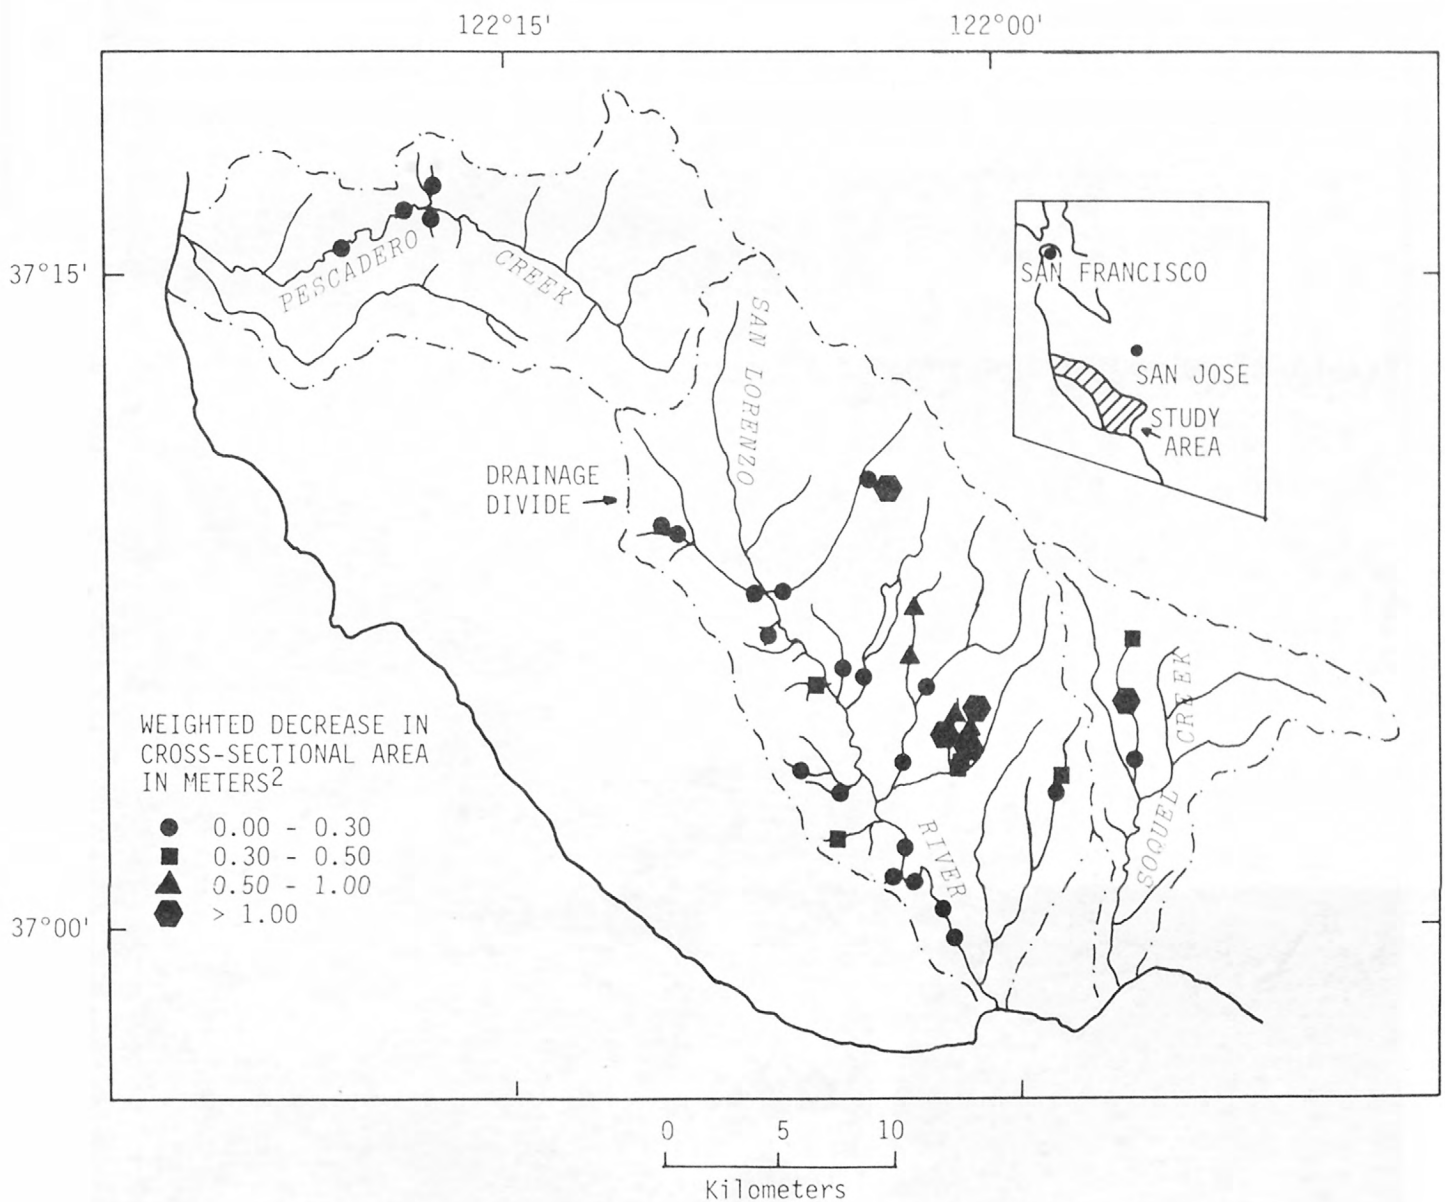 122°15'
122°00'
37°15'
PESCADERO
CREEK
SAN LORENZO
SAN FRANCISCO
SAN JOSE
STUDY
AREA
DRAINAGE
DIVIDE
WEIGHTED DECREASE IN
CROSS-SECTIONAL AREA
IN METERS2
0.00 - 0.30
0.30 - 0.50
0.50 - 1.00
> 1.00
RIVER
SOQUEL CREEK
37°00'
0 5 10
Kilometers